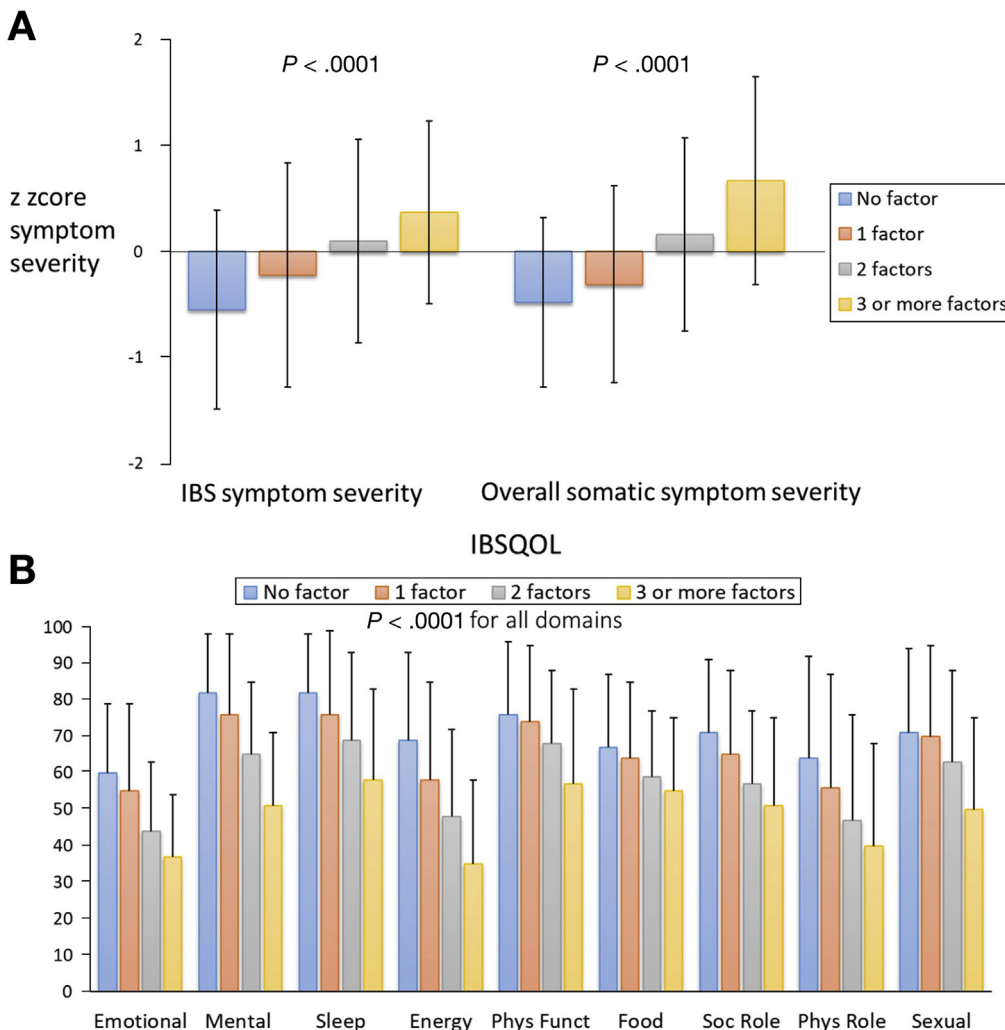 A
2
P < .0001
P < .0001
1
z zcore
symptom
severity
0
No factor
1 factor
2 factors
3 or more factors
-1
-2
IBS symptom severity
Overall somatic symptom severity
IBSQOL
B
No factor
1 factor
2 factors
3 or more factors
P < .0001 for all domains
100
90
80
70
60
50
40
30
20
10
0
Emotional Mental Sleep Energy Phys Funct Food Soc Role Phys Role Sexual